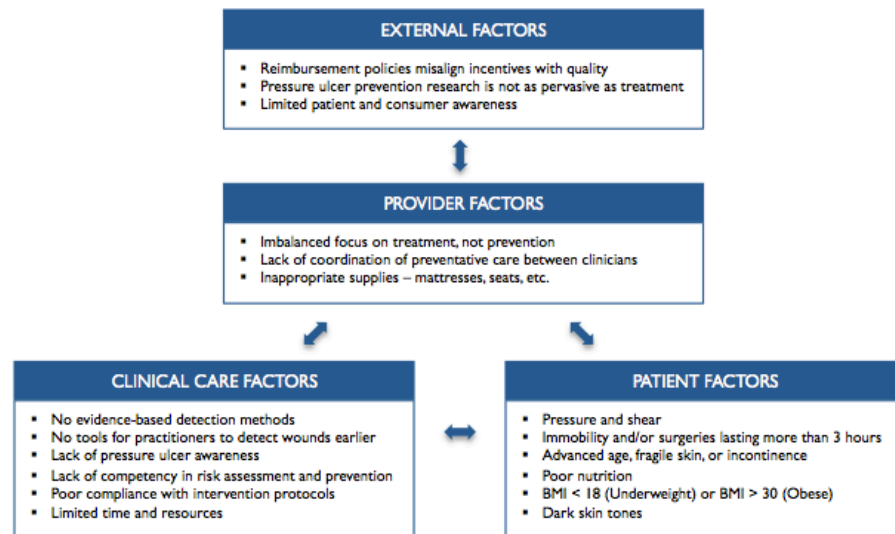 EXTERNAL FACTORS
▪ Reimbursement policies misalign incentives with quality
▪ Pressure ulcer prevention research is not as pervasive as treatment
▪ Limited patient and consumer awareness
PROVIDER FACTORS
▪ Imbalanced focus on treatment, not prevention
▪ Lack of coordination of preventative care between clinicians
▪ Inappropriate supplies – mattresses, seats, etc.
CLINICAL CARE FACTORS
▪ No evidence-based detection methods
▪ No tools for practitioners to detect wounds earlier
▪ Lack of pressure ulcer awareness
▪ Lack of competency in risk assessment and prevention
▪ Poor compliance with intervention protocols
▪ Limited time and resources
PATIENT FACTORS
▪ Pressure and shear
▪ Immobility and/or surgeries lasting more than 3 hours
▪ Advanced age, fragile skin, or incontinence
▪ Poor nutrition
▪ BMI < 18 (Underweight) or BMI > 30 (Obese)
▪ Dark skin tones